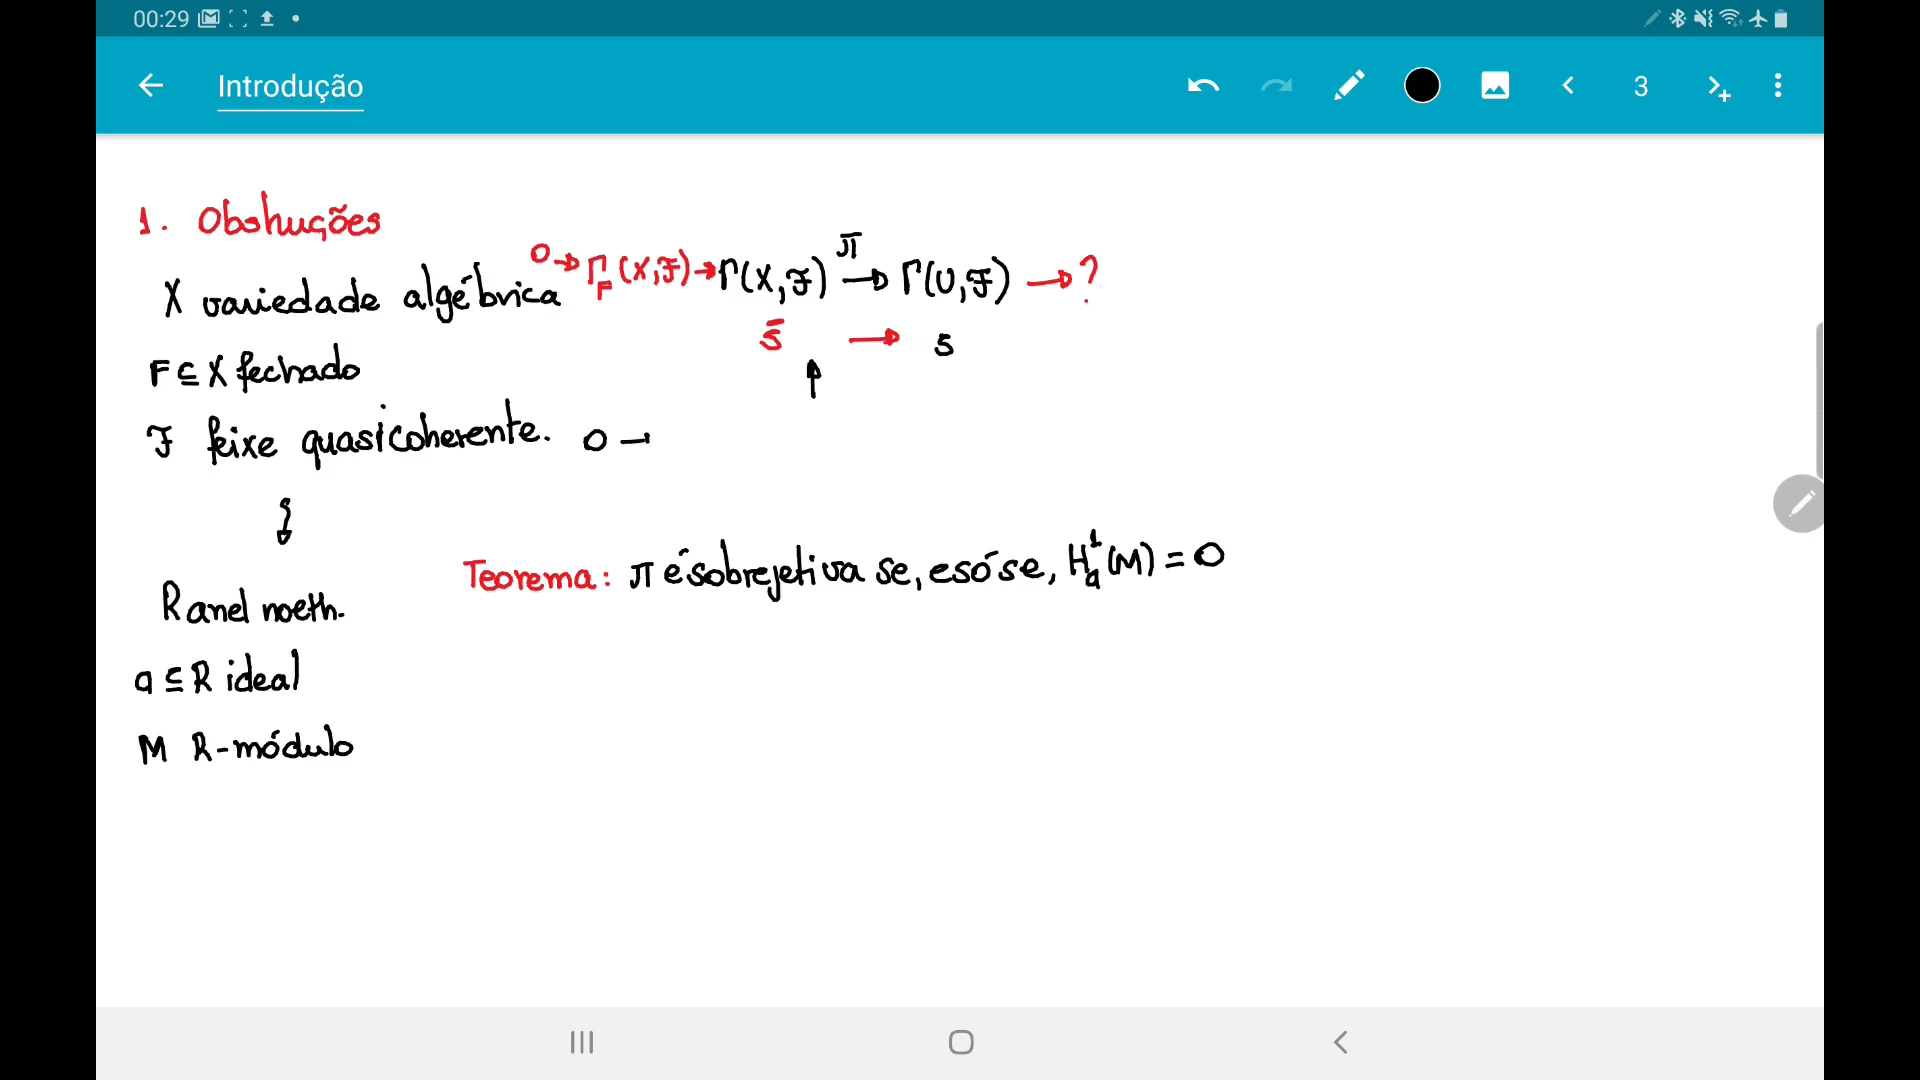 00:29
Introdução
3
1. Obstruções
X variedade algébrica
0 → Γ_F(X,ℱ) → Γ(X,ℱ) —π→ Γ(U,ℱ) → ?
s̄ → s
↑
F ⊆ X fechado
ℱ feixe quasicoherente. 0 →
↓
R anel noeth.
Teorema: π é sobrejetiva se, e só se, H¹_a(M) = 0
a ⊆ R ideal
M R-módulo